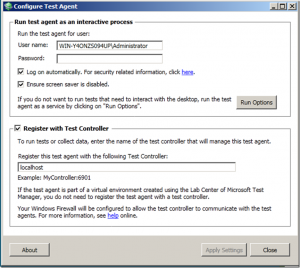 Configure Test Agent
Run test agent as an interactive process
Run the test agent for user:
User name: WIN-Y4ONZS094UP\Administrator
Password:
Log on automatically. For security related information, click here.
Ensure screen saver is disabled.
If you do not want to run tests that need to interact with the desktop, run the test
agent as a service by clicking on "Run Options".
Run Options
Register with Test Controller
To run tests or collect data, enter the name of the test controller that will manage this test agent.
Register this test agent with the following Test Controller:
localhost
Example: MyController:6901
If the test agent is part of a virtual environment created using the Lab Center of Microsoft Test
Manager, you do not need to register the test agent with a test controller.
Your Windows Firewall will be configured to allow the test controller to communicate with the test
agents. For more information, see help online.
About
Apply Settings
Close